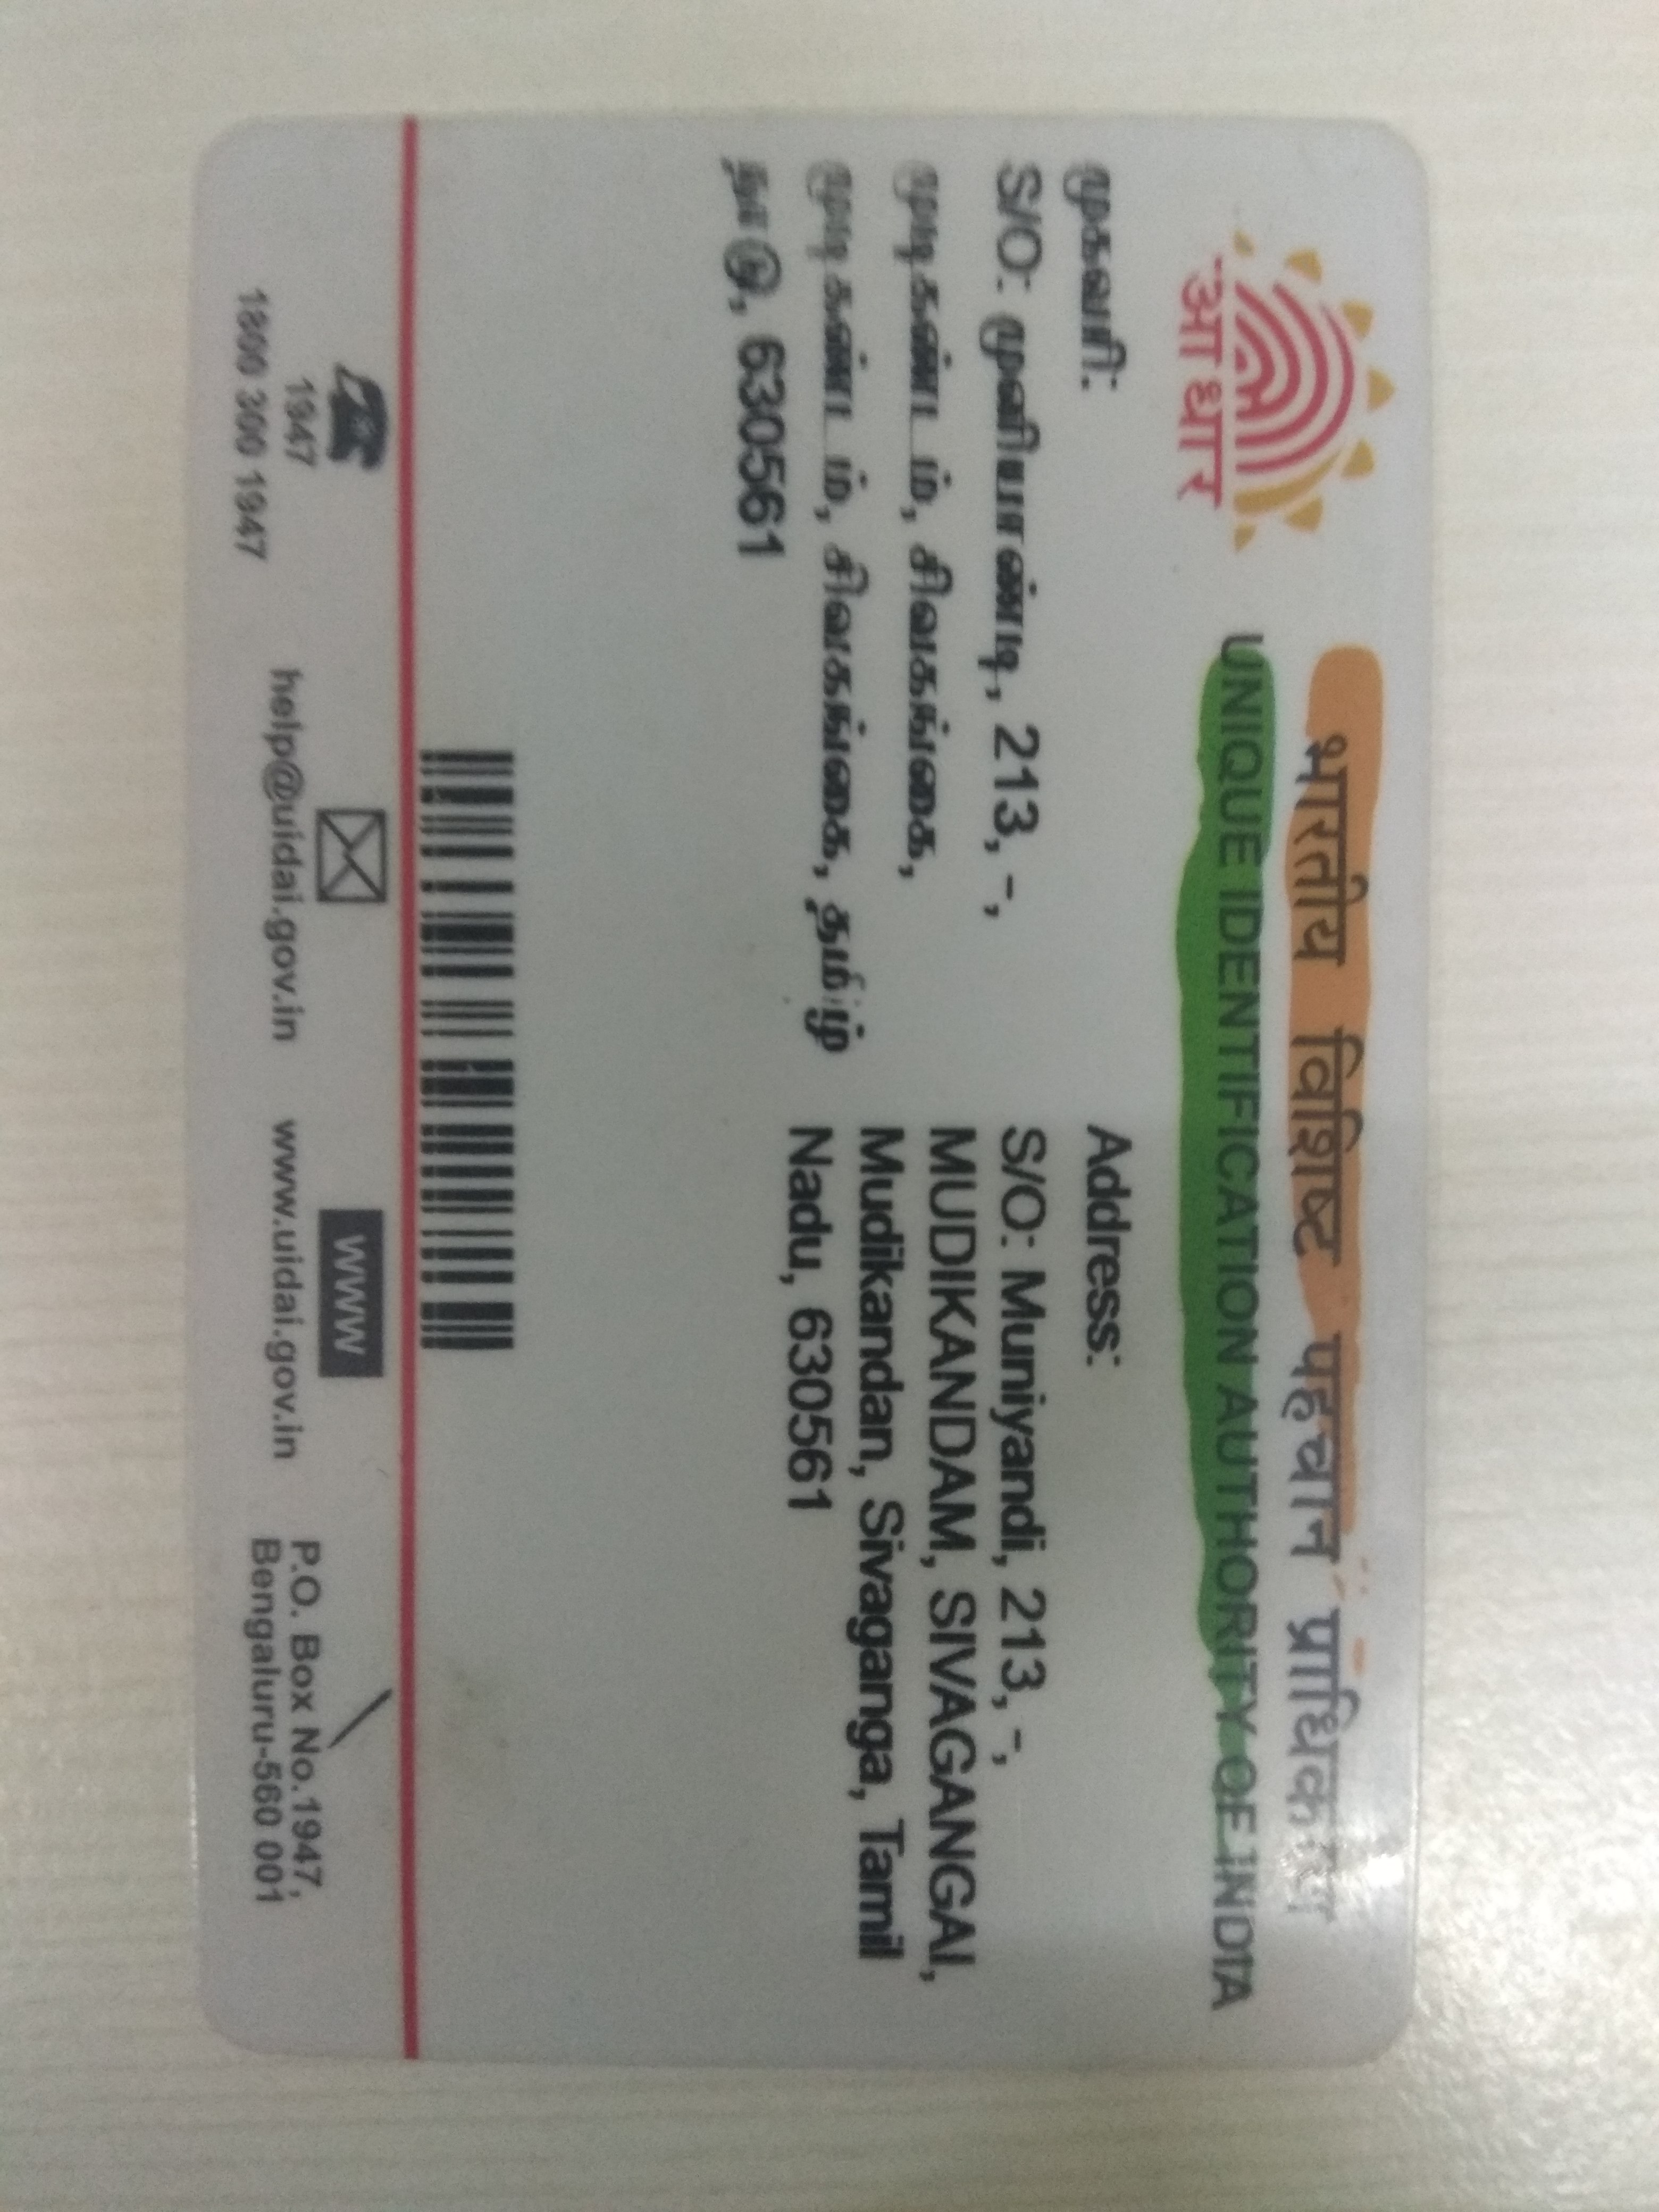 आधार
भारतीय विशिष्ट पहचान प्राधिकरण
UNIQUE IDENTIFICATION AUTHORITY OF INDIA
முகவரி:
S/O: முனியாண்டி, 213, -,
முடிகண்டம், சிவகங்கை,
முடிகண்டம், சிவகங்கை, தமிழ்
நாடு, 630561
Address:
S/O: Muniyandi, 213, -,
MUDIKANDAM, SIVAGANGAI,
Mudikandan, Sivaganga, Tamil
Nadu, 630561
1947
1800 300 1947
help@uidai.gov.in
www
www.uidai.gov.in
P.O. Box No.1947,
Bengaluru-560 001